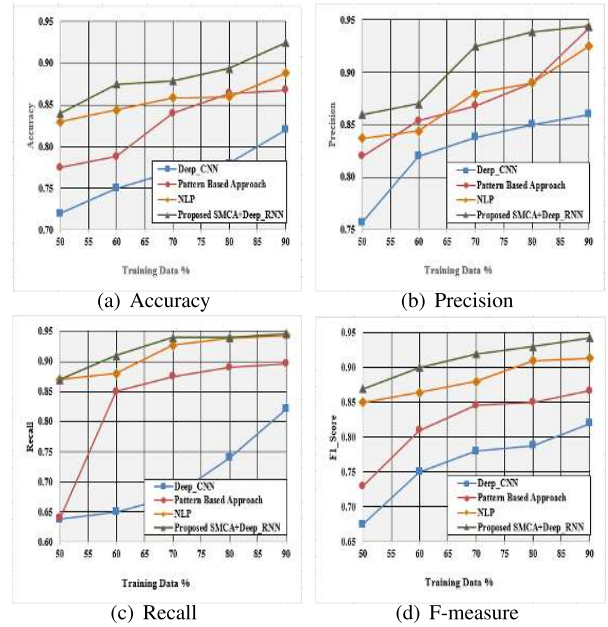 0.95
0.90
0.85
0.80
0.75
0.70
Accuracy
50 55 60 65 70 75 80 85 90
Training Data %
Deep_CNN
Pattern Based Approach
NLP
Proposed SMCA+Deep_RNN
(a) Accuracy
0.95
0.90
0.85
0.80
0.75
Precision
50 55 60 65 70 75 80 85 90
Training Data %
Deep_CNN
Pattern Based Approach
NLP
Proposed SMCA+Deep_RNN
(b) Precision
0.95
0.90
0.85
0.80
0.75
0.70
0.65
0.60
Recall
50 55 60 65 70 75 80 85 90
Training Data %
Deep_CNN
Pattern Based Approach
NLP
Proposed SMCA+Deep_RNN
(c) Recall
0.95
0.90
0.85
0.80
0.75
0.70
0.65
F1_Score
50 55 60 65 70 75 80 85 90
Training Data %
Deep_CNN
Pattern Based Approach
NLP
Proposed SMCA+Deep_RNN
(d) F-measure